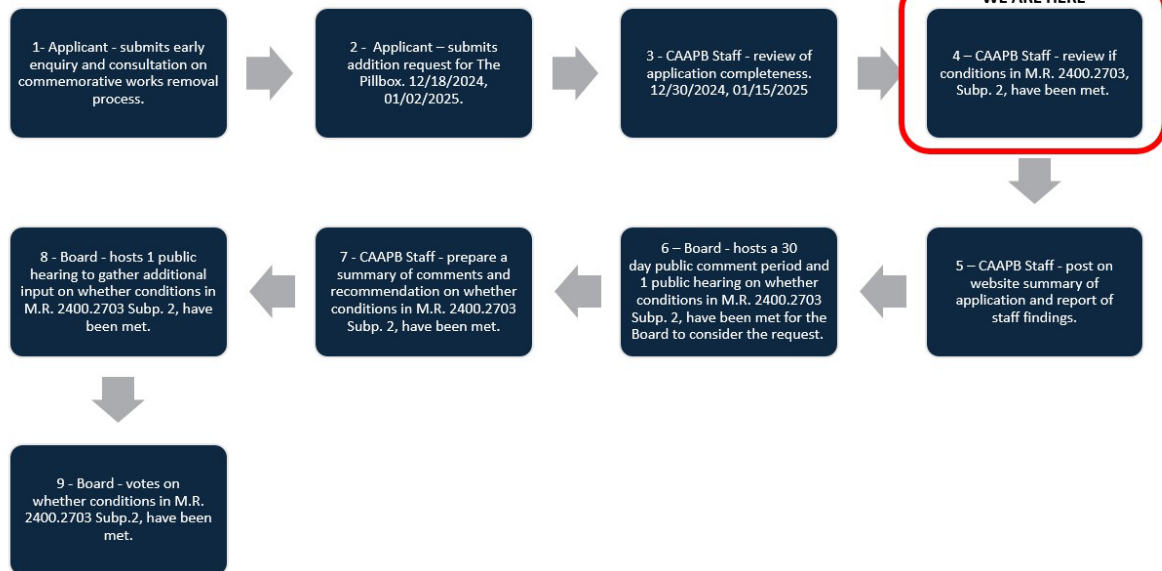 WE ARE HERE
1- Applicant - submits early
enquiry and consultation on
commemorative works removal
process.
2 - Applicant – submits
addition request for The
Pillbox. 12/18/2024,
01/02/2025.
3 - CAAPB Staff - review of
application completeness.
12/30/2024, 01/15/2025
4 – CAAPB Staff - review if
conditions in M.R. 2400.2703,
Subp. 2, have been met.
5 – CAAPB Staff - post on
website summary of
application and report of
staff findings.
6 – Board - hosts a 30
day public comment period and
1 public hearing on whether
conditions in M.R. 2400.2703
Subp. 2, have been met for the
Board to consider the request.
7 - CAAPB Staff - prepare a
summary of comments and
recommendation on whether
conditions in M.R. 2400.2703
Subp. 2, have been met.
8 - Board - hosts 1 public
hearing to gather additional
input on whether conditions in
M.R. 2400.2703 Subp. 2, have
been met.
9 - Board - votes on
whether conditions in M.R.
2400.2703 Subp.2, have been
met.